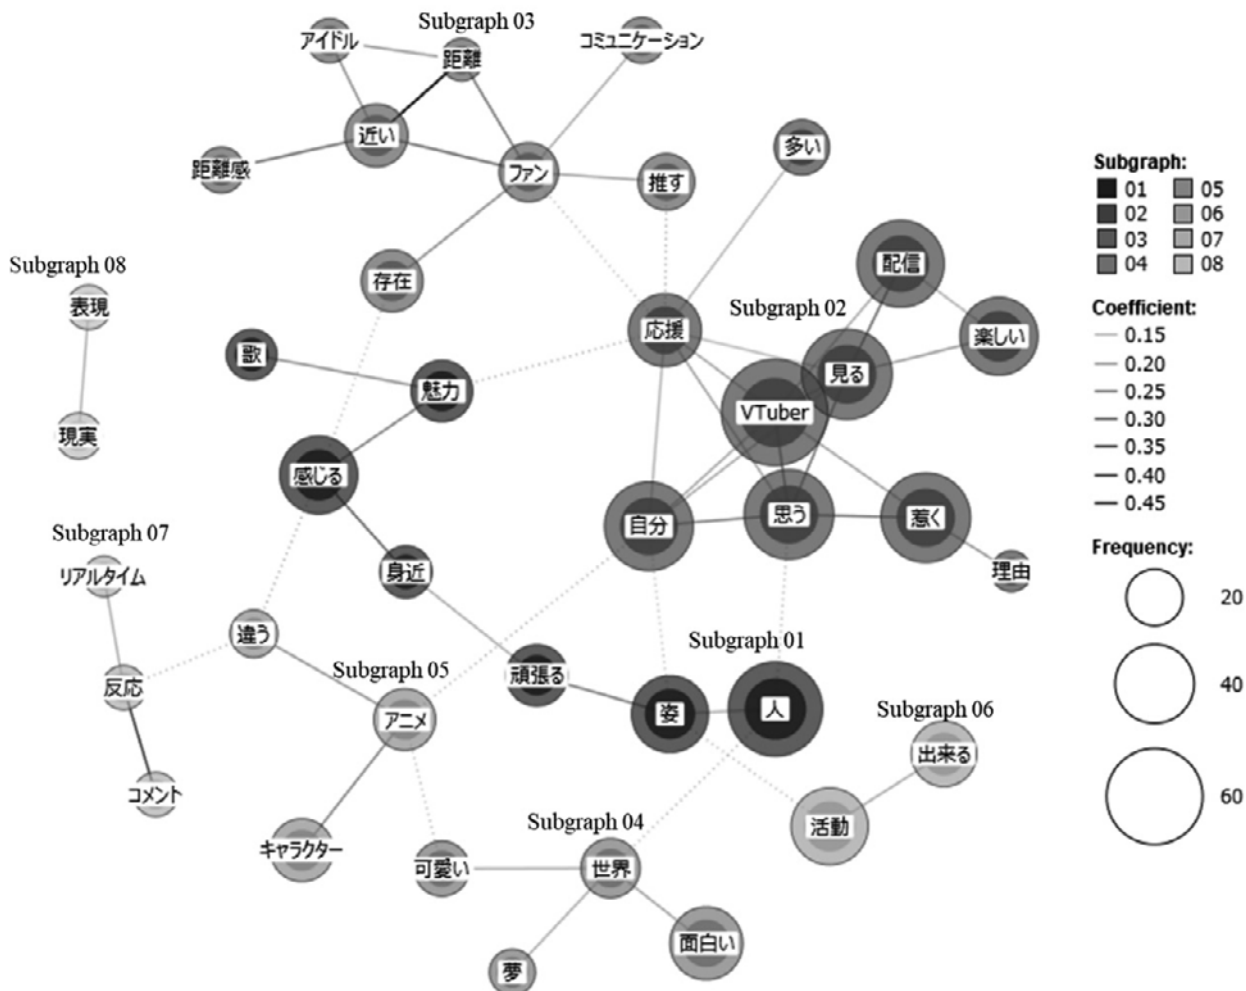 Subgraph 03
アイドル
距離
コミュニケーション
近い
距離感
ファン
推す
多い
Subgraph 08
表現
現実
存在
応援
Subgraph 02
配信
楽しい
見る
VTuber
歌
魅力
感じる
自分
思う
惹く
理由
Subgraph 07
リアルタイム
反応
コメント
身近
違う
Subgraph 05
アニメ
キャラクター
頑張る
Subgraph 01
姿
人
Subgraph 06
出来る
活動
Subgraph 04
可愛い
世界
夢
面白い
Subgraph:
01 05
02 06
03 07
04 08
Coefficient:
0.15
0.20
0.25
0.30
0.35
0.40
0.45
Frequency:
20
40
60